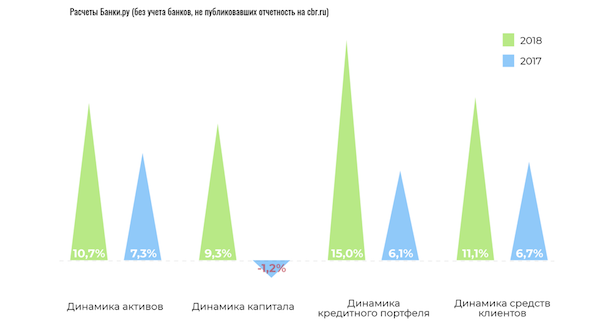 Расчеты Банки.ру (без учета банков, не публиковавших отчетность на cbr.ru)
2018
2017
10,7%
7,3%
9,3%
-1,2%
15,0%
6,1%
11,1%
6,7%
Динамика активов
Динамика капитала
Динамика
кредитного портфеля
Динамика средств
клиентов